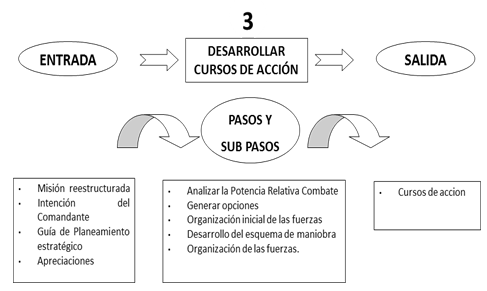 3
ENTRADA
DESARROLLAR
CURSOS DE ACCIÓN
SALIDA
PASOS Y
SUB PASOS
• Misión reestructurada
• Intención del
Comandante
• Guía de Planeamiento
estratégico
• Apreciaciones
• Analizar la Potencia Relativa Combate
• Generar opciones
• Organización inicial de las fuerzas
• Desarrollo del esquema de maniobra
• Organización de las fuerzas.
• Cursos de accion